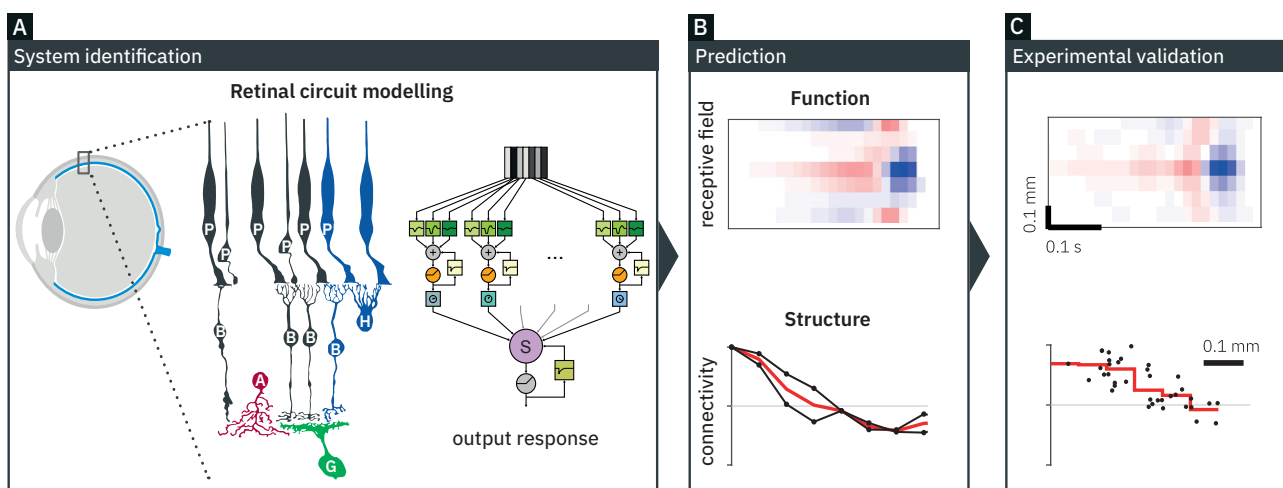 A
System identification
Retinal circuit modelling
P
P
P
P
P
P
P
B
B
B
B
H
A
G
+
+
+
...
S
output response
B
Prediction
Function
receptive field
Structure
connectivity
C
Experimental validation
0.1 mm
0.1 s
0.1 mm